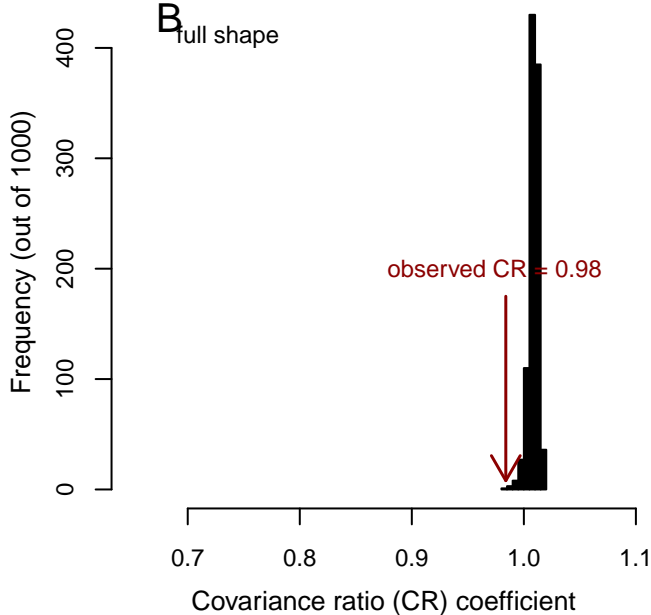 B
full shape
Frequency (out of 1000)
400
300
200
100
0
observed CR = 0.98
0.7 0.8 0.9 1.0 1.1
Covariance ratio (CR) coefficient